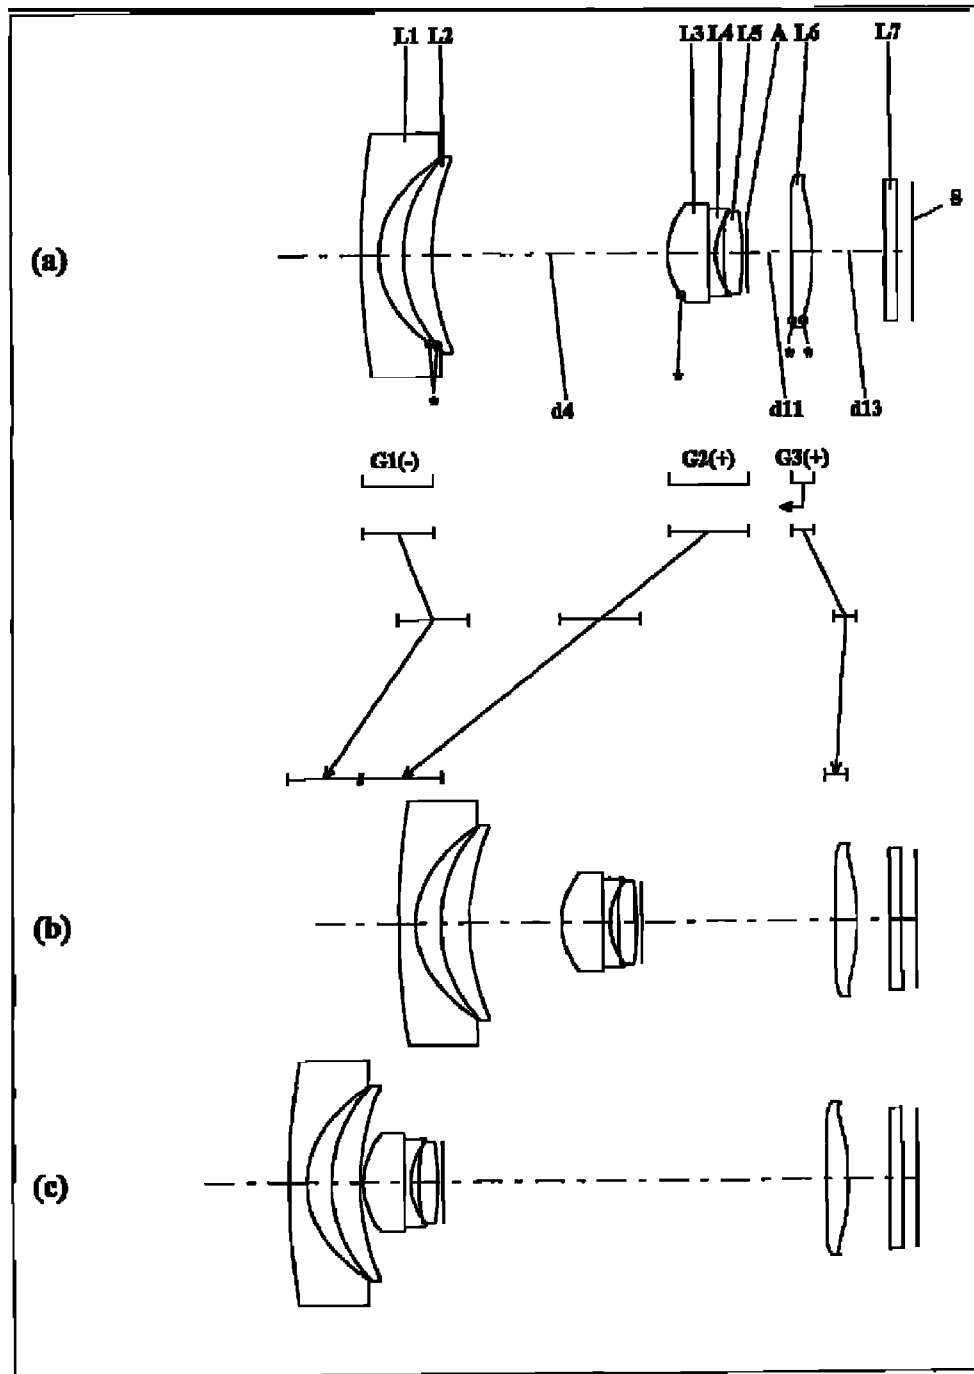 L1 L2 L3 L4 L5 A L6 L7
S
(a)
* * * *
d4 d11 d13
G1(-) G2(+) G3(+)
(b)
(c)